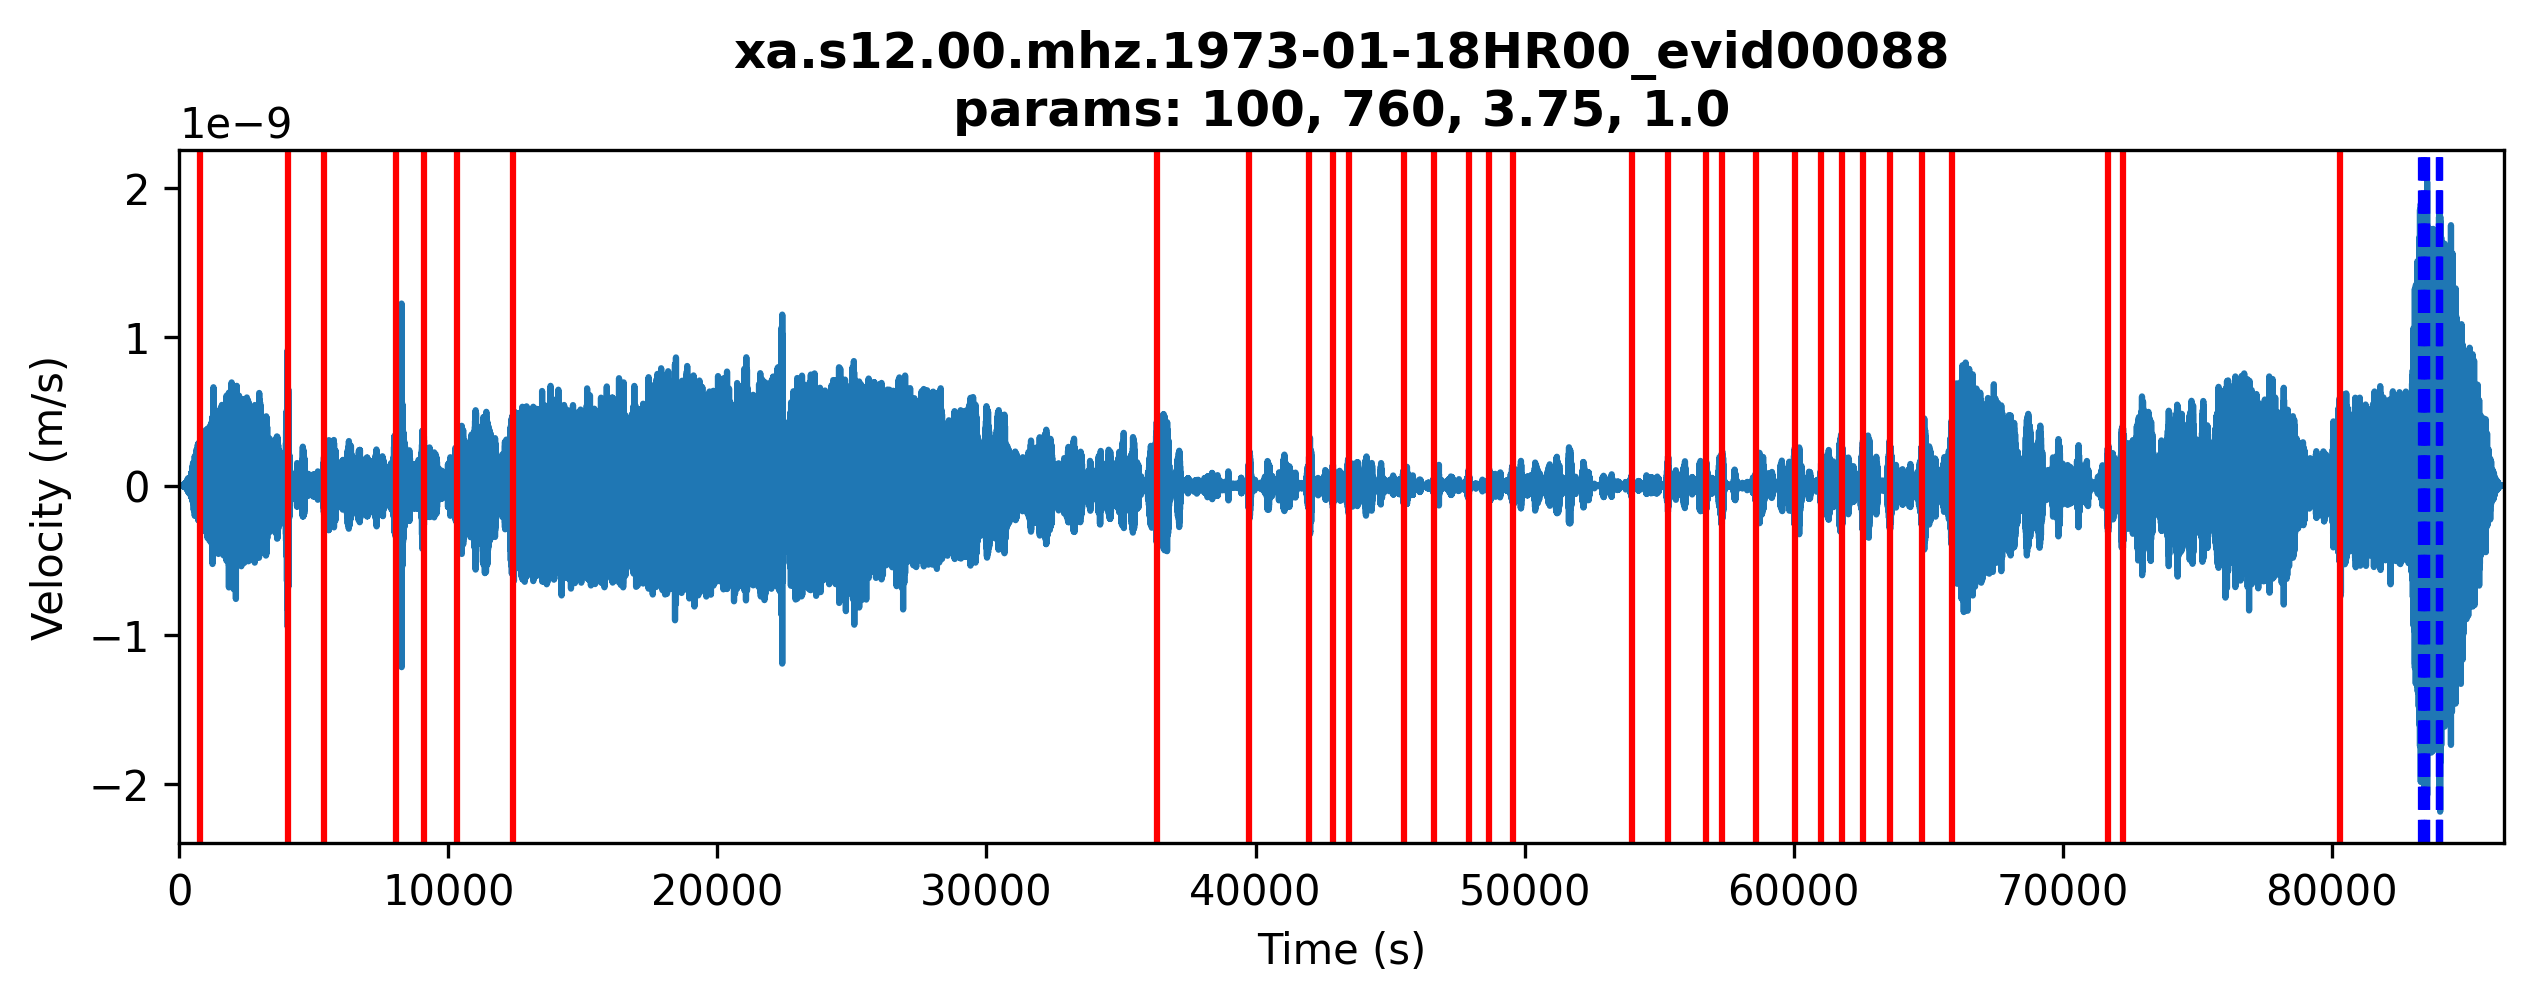 xa.s12.00.mhz.1973-01-18HR00_evid00088
params: 100, 760, 3.75, 1.0
1e−9
2
1
0
−1
−2
Velocity (m/s)
0 10000 20000 30000 40000 50000 60000 70000 80000
Time (s)